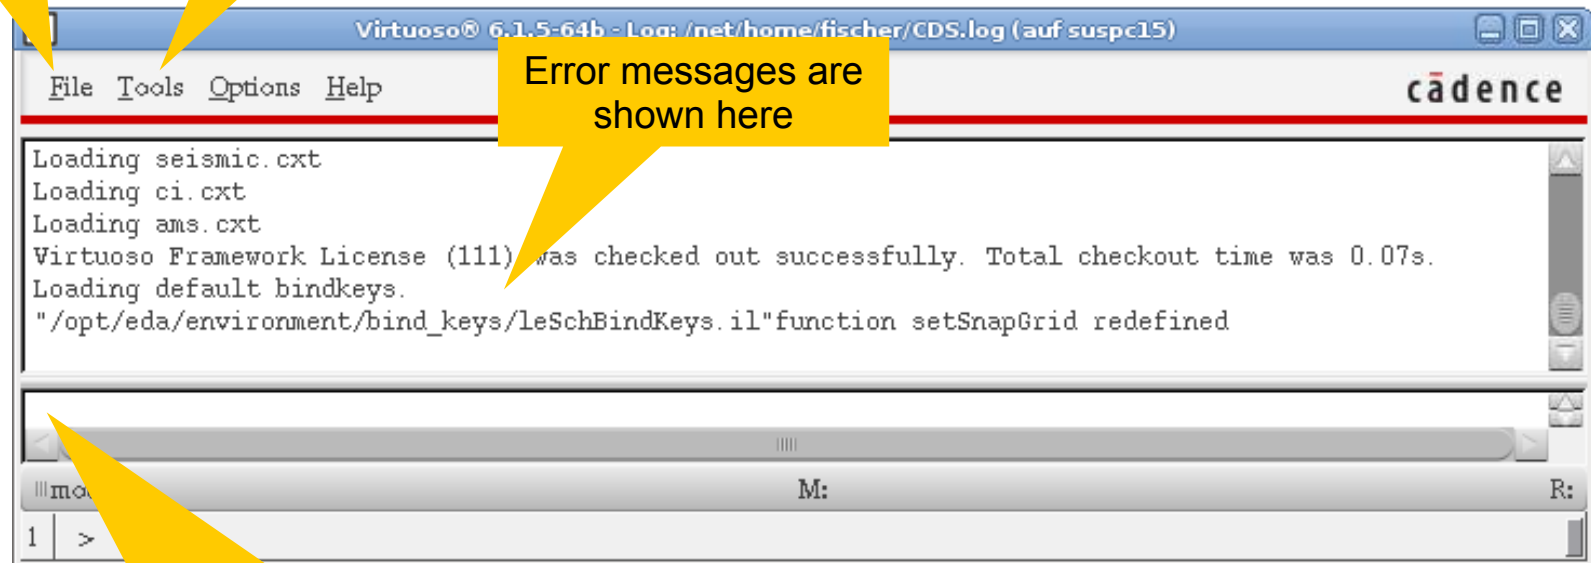 Virtuoso® 6.1.5-64b - Log: /net/home/fischer/CDS.log (auf suspc15)
File Tools Options Help
Error messages are
shown here
cādence
Loading seismic.cxt
Loading ci.cxt
Loading ams.cxt
Virtuoso Framework License (111) was checked out successfully. Total checkout time was 0.07s.
Loading default bindkeys.
"/opt/eda/environment/bind_keys/leSchBindKeys.il"function setSnapGrid redefined
M: R:
1 >